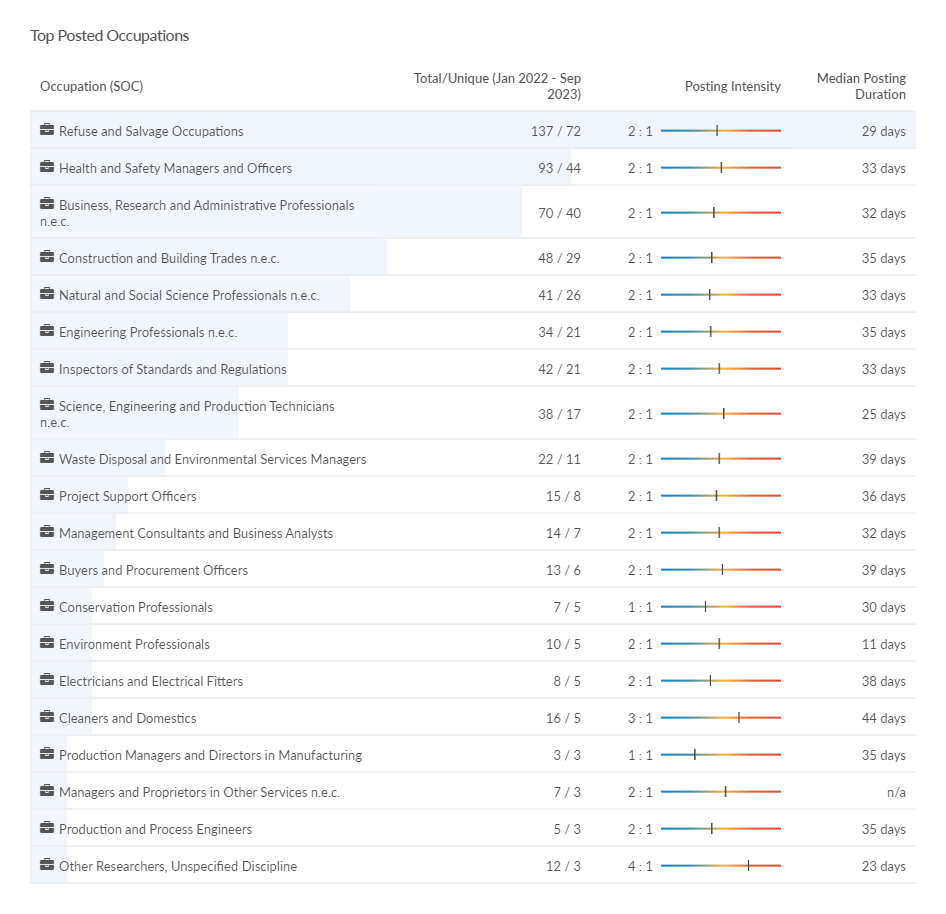 Top Posted Occupations
Occupation (SOC) Total/Unique (Jan 2022 - Sep 2023) Posting Intensity Median Posting Duration
Refuse and Salvage Occupations 137 / 72 2 : 1 29 days
Health and Safety Managers and Officers 93 / 44 2 : 1 33 days
Business, Research and Administrative Professionals n.e.c. 70 / 40 2 : 1 32 days
Construction and Building Trades n.e.c. 48 / 29 2 : 1 35 days
Natural and Social Science Professionals n.e.c. 41 / 26 2 : 1 33 days
Engineering Professionals n.e.c. 34 / 21 2 : 1 35 days
Inspectors of Standards and Regulations 42 / 21 2 : 1 33 days
Science, Engineering and Production Technicians n.e.c. 38 / 17 2 : 1 25 days
Waste Disposal and Environmental Services Managers 22 / 11 2 : 1 39 days
Project Support Officers 15 / 8 2 : 1 36 days
Management Consultants and Business Analysts 14 / 7 2 : 1 32 days
Buyers and Procurement Officers 13 / 6 2 : 1 39 days
Conservation Professionals 7 / 5 1 : 1 30 days
Environment Professionals 10 / 5 2 : 1 11 days
Electricians and Electrical Fitters 8 / 5 2 : 1 38 days
Cleaners and Domestics 16 / 5 3 : 1 44 days
Production Managers and Directors in Manufacturing 3 / 3 1 : 1 35 days
Managers and Proprietors in Other Services n.e.c. 7 / 3 2 : 1 n/a
Production and Process Engineers 5 / 3 2 : 1 35 days
Other Researchers, Unspecified Discipline 12 / 3 4 : 1 23 days